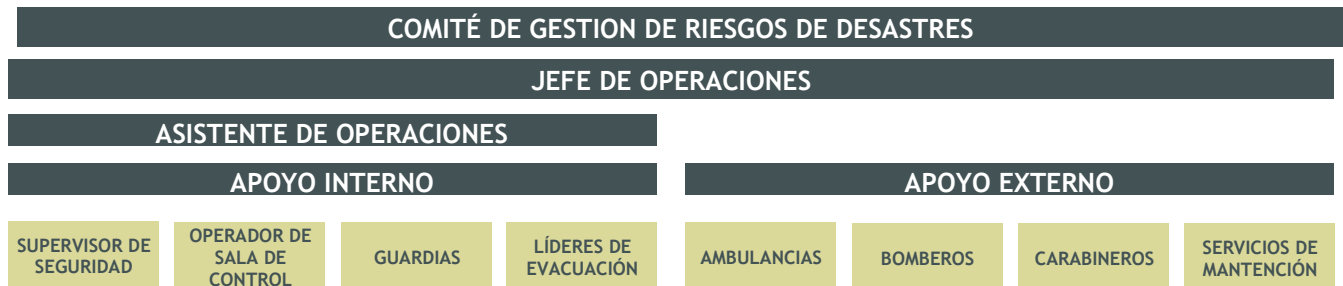 COMITÉ DE GESTION DE RIESGOS DE DESASTRES
JEFE DE OPERACIONES
ASISTENTE DE OPERACIONES
APOYO INTERNO
APOYO EXTERNO
SUPERVISOR DE
SEGURIDAD
OPERADOR DE
SALA DE
CONTROL
GUARDIAS
LÍDERES DE
EVACUACIÓN
AMBULANCIAS
BOMBEROS
CARABINEROS
SERVICIOS DE
MANTENCIÓN